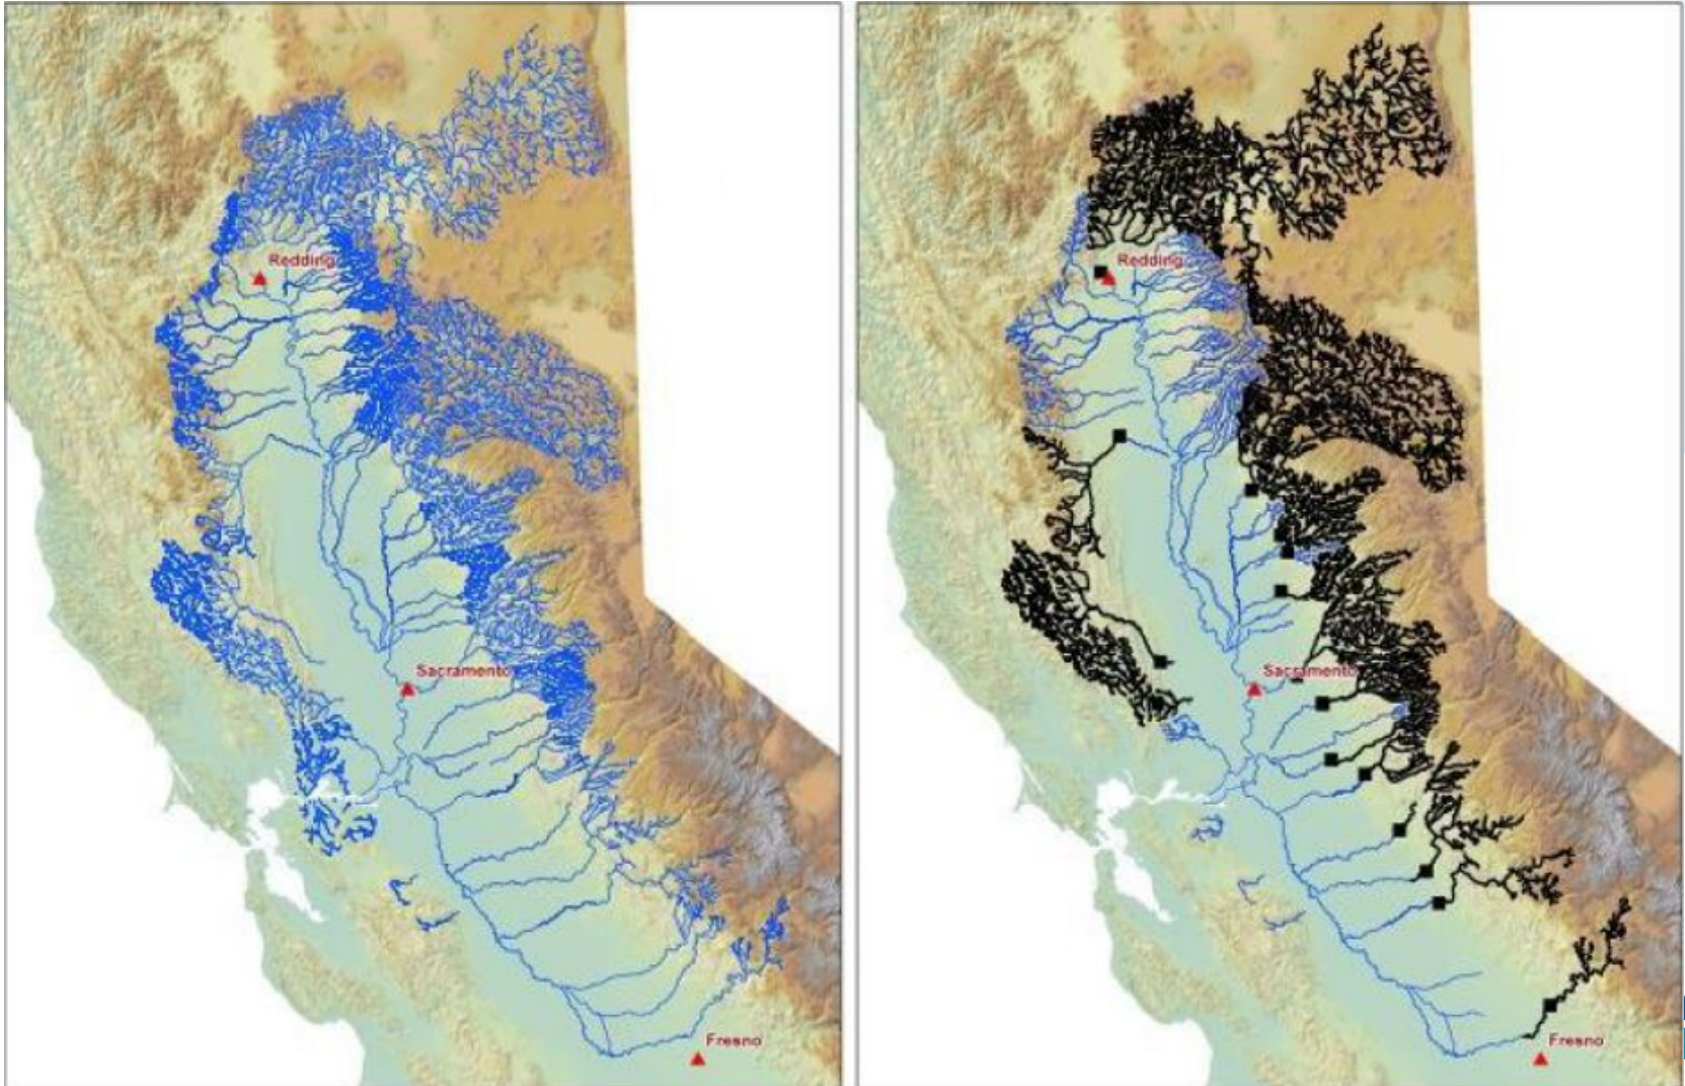 Redding
Sacramento
Fresno
Redding
Sacramento
Fresno